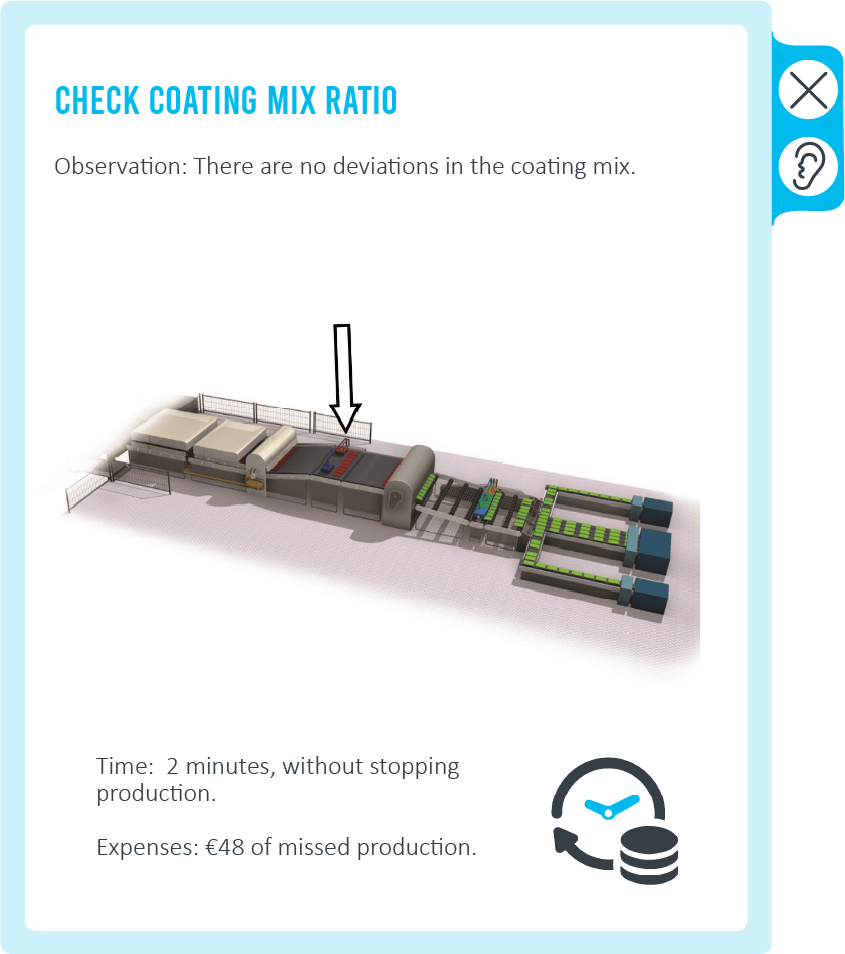 CHECK COATING MIX RATIO
Observation: There are no deviations in the coating mix.
Time:  2 minutes, without stopping
production.
Expenses: €48 of missed production.